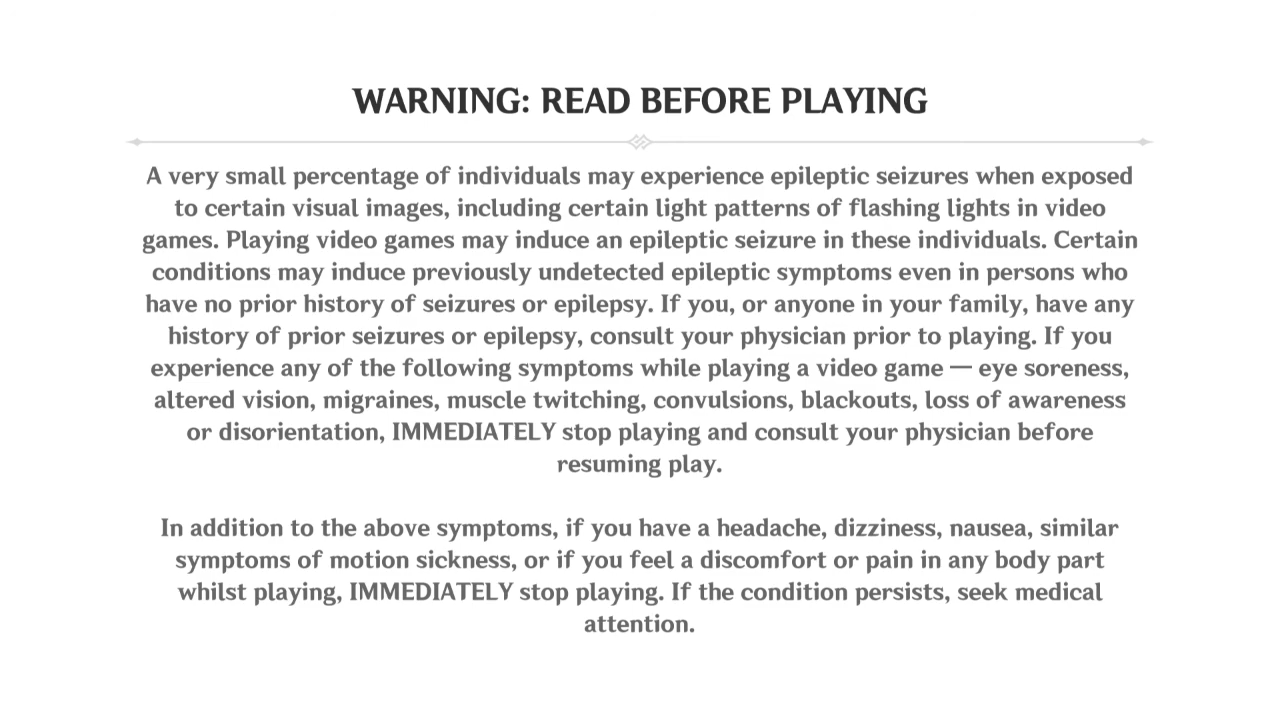 WARNING: READ BEFORE PLAYING
A very small percentage of individuals may experience epileptic seizures when exposed
to certain visual images, including certain light patterns of flashing lights in video
games. Playing video games may induce an epileptic seizure in these individuals. Certain
conditions may induce previously undetected epileptic symptoms even in persons who
have no prior history of seizures or epilepsy. If you, or anyone in your family, have any
history of prior seizures or epilepsy, consult your physician prior to playing. If you
experience any of the following symptoms while playing a video game — eye soreness,
altered vision, migraines, muscle twitching, convulsions, blackouts, loss of awareness
or disorientation, IMMEDIATELY stop playing and consult your physician before
resuming play.
In addition to the above symptoms, if you have a headache, dizziness, nausea, similar
symptoms of motion sickness, or if you feel a discomfort or pain in any body part
whilst playing, IMMEDIATELY stop playing. If the condition persists, seek medical
attention.